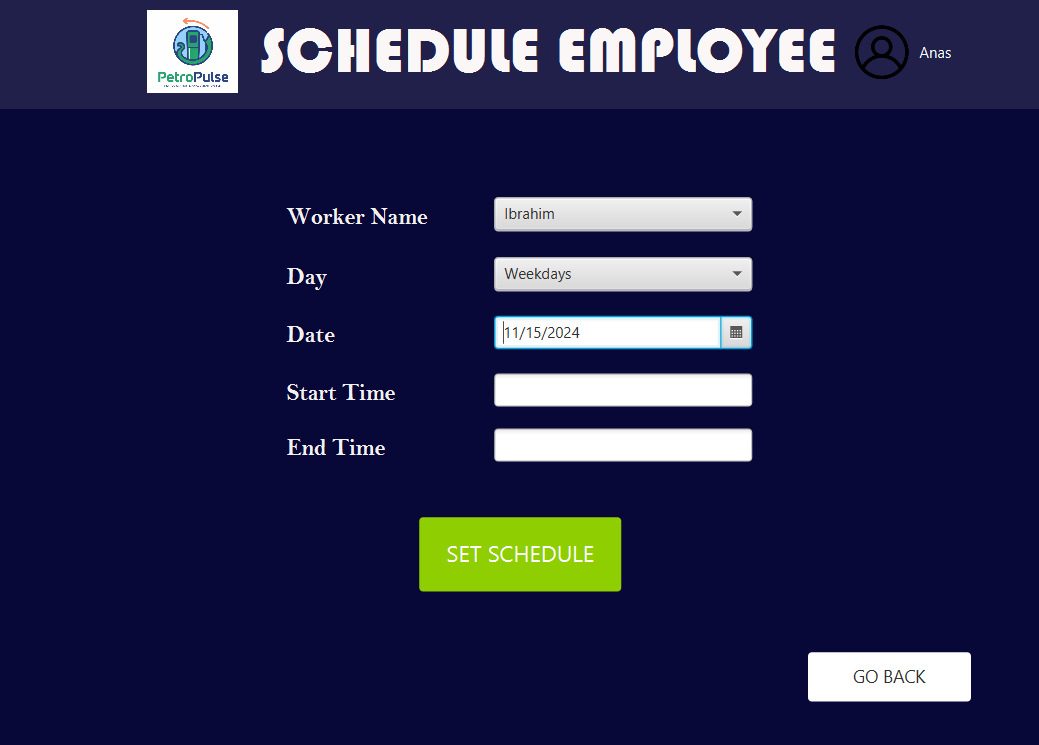 PetroPulse
SCHEDULE EMPLOYEE
Anas
Worker Name
Ibrahim
Day
Weekdays
Date
11/15/2024
Start Time
End Time
SET SCHEDULE
GO BACK